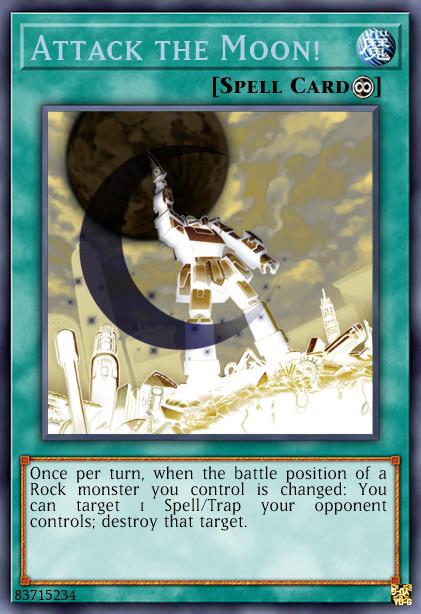 ATTACK THE MOON!
魔
[SPELL CARD]
Once per turn, when the battle position of a
Rock monster you control is changed: You
can target 1 Spell/Trap your opponent
controls; destroy that target.
83715234